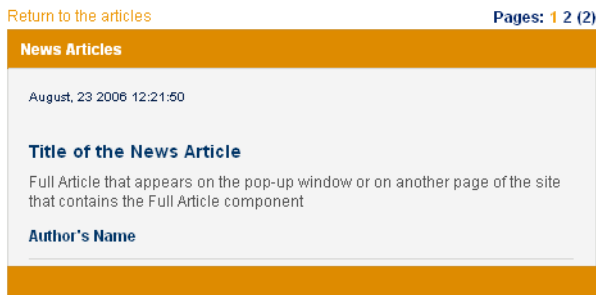 Return to the articles Pages: 1 2 (2)
News Articles
August, 23 2006 12:21:50
Title of the News Article
Full Article that appears on the pop-up window or on another page of the site
that contains the Full Article component
Author's Name